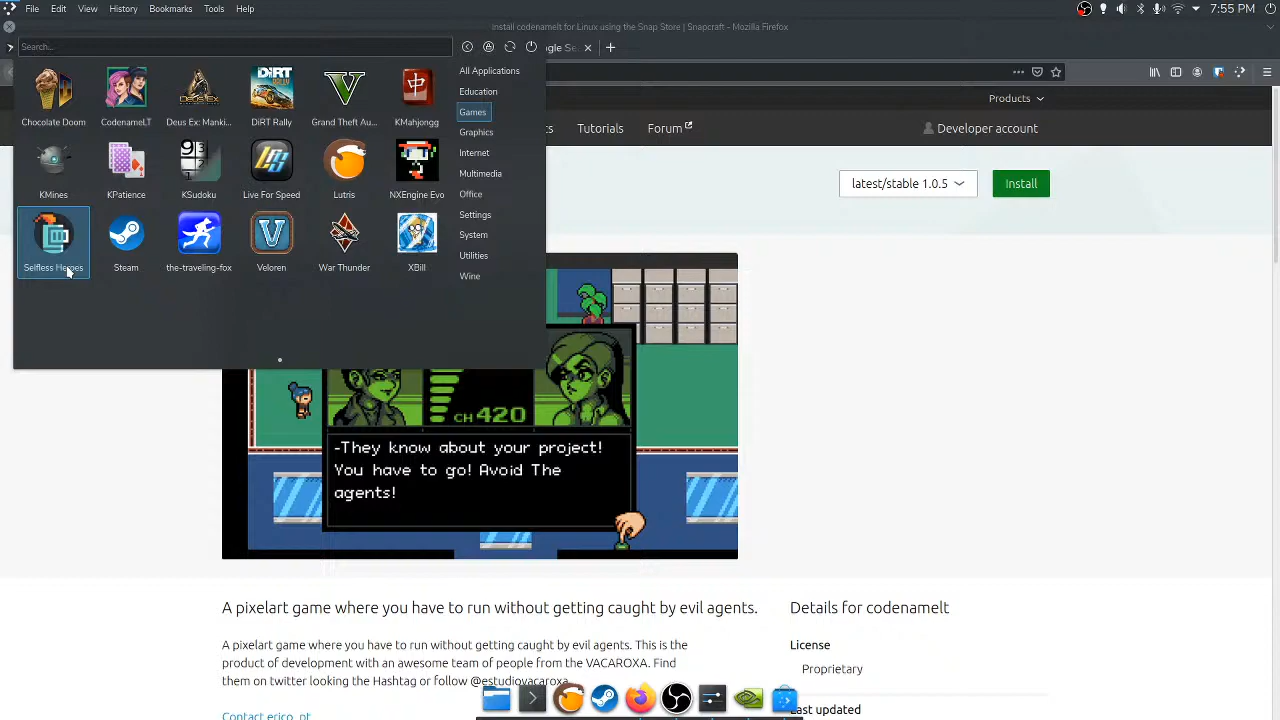 File Edit View History Bookmarks Tools Help
7:55 PM
Install codenamelt for Linux using the Snap Store | Snapcraft - Mozilla Firefox
Search...
Products
Tutorials
Forum
Developer account
latest/stable 1.0.5
Install
Chocolate Doom
CodenameLT
Deus Ex: Manki...
DiRT Rally
Grand Theft Au...
KMahjongg
KMines
KPatience
KSudoku
Live For Speed
Lutris
NXEngine Evo
Selfless Heroes
Steam
the-traveling-fox
Veloren
War Thunder
XBill
All Applications
Education
Games
Graphics
Internet
Multimedia
Office
Settings
System
Utilities
Wine
CH 420
-They know about your project!
You have to go! Avoid The
agents!
A pixelart game where you have to run without getting caught by evil agents.
A pixelart game where you have to run without getting caught by evil agents. This is the
product of development with an awesome team of people from the VACAROXA. Find
them on twitter looking the Hashtag or follow @estudiovacaroxa
Contact erico_pt
Details for codenamelt
License
Proprietary
Last updated